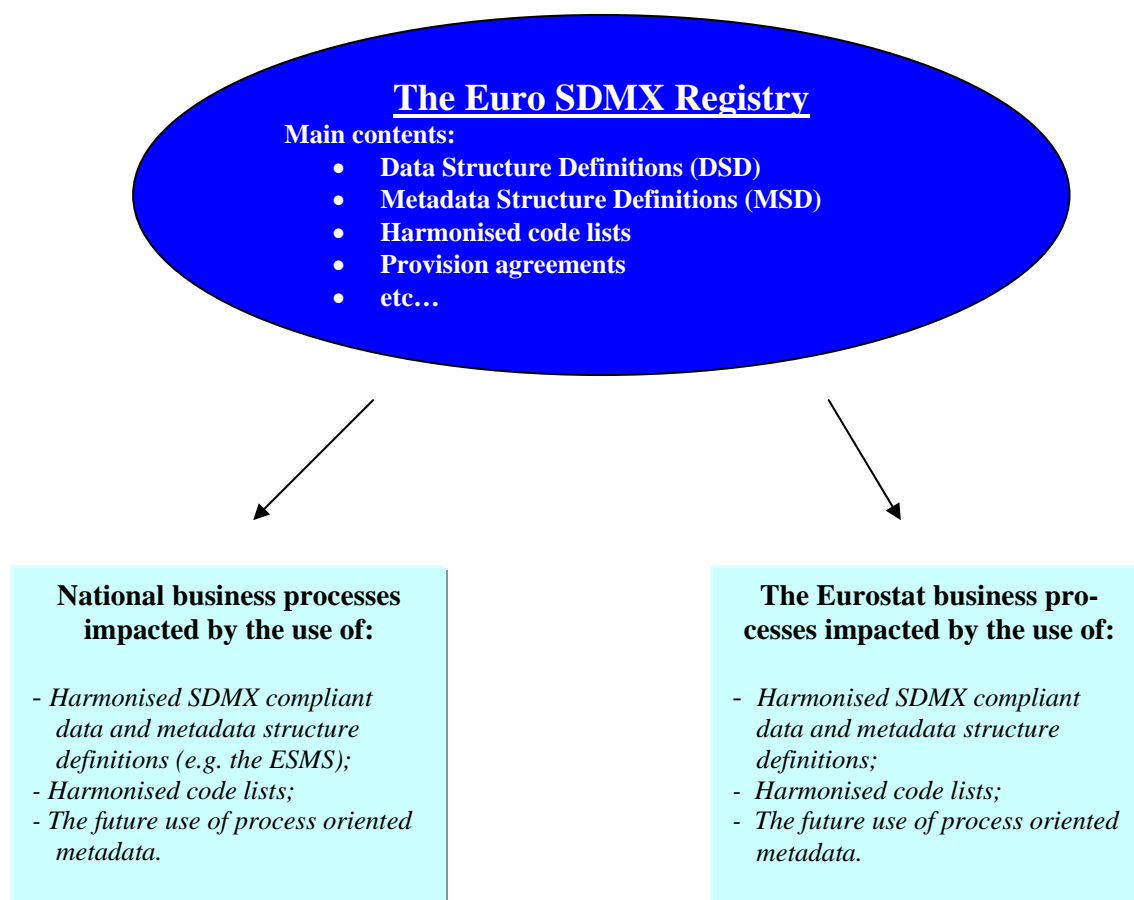 The Euro SDMX Registry
Main contents:
• Data Structure Definitions (DSD)
• Metadada Structure Definitions (MSD)
• Harmonised code lists
• Provision agreements
• etc…
National business processes
impacted by the use of:
- Harmonised SDMX compliant
data and metadata structure
definitions (e.g. the ESMS);
- Harmonised code lists;
- The future use of process oriented
metadata.
The Eurostat business pro-
cesses impacted by the use of:
- Harmonised SDMX compliant
data and metadata structure
definitions;
- Harmonised code lists;
- The future use of process oriented
metadata.